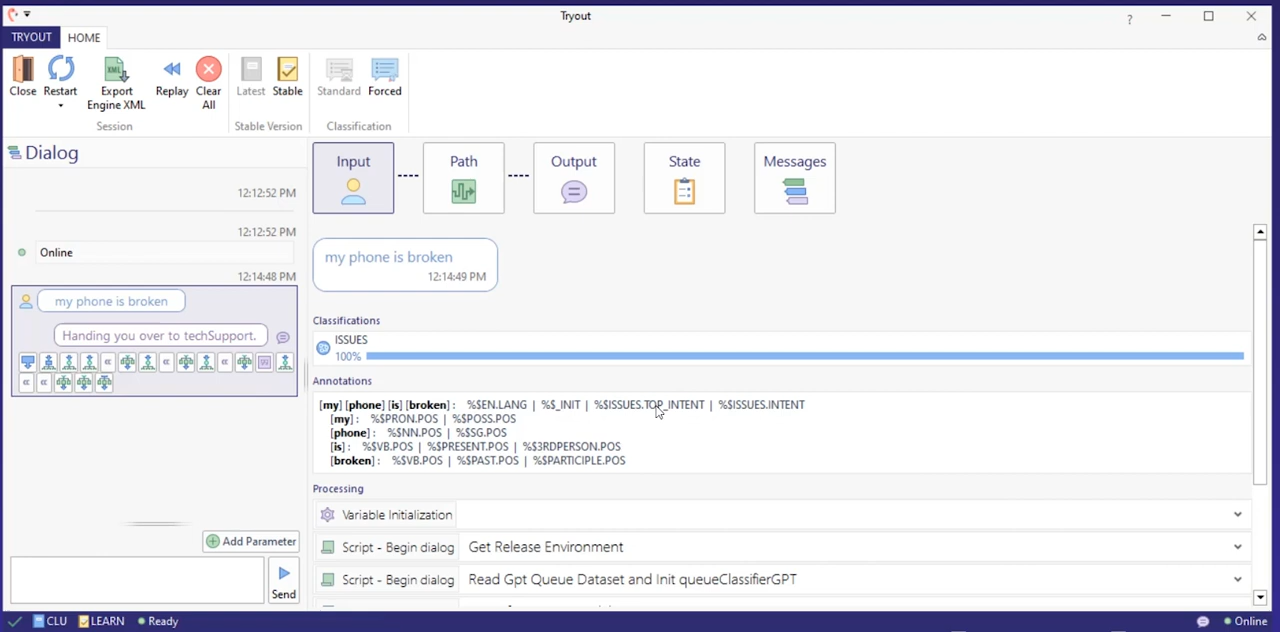 Tryout
?
TRYOUT HOME
Close Restart Export Engine XML Replay Clear All Latest Stable Standard Forced
Session Stable Version Classification
Dialog
12:12:52 PM
12:12:52 PM
Online
12:14:48 PM
my phone is broken
Handing you over to techSupport.
Add Parameter
Send
Input Path Output State Messages
my phone is broken
12:14:49 PM
Classifications
ISSUES
100%
Annotations
[my] [phone] [is] [broken] : %$EN.LANG | %$_INIT | %$ISSUES.TOP_INTENT | %$ISSUES.INTENT
[my] : %$PRON.POS | %$POSS.POS
[phone] : %$NN.POS | %$SG.POS
[is] : %$VB.POS | %$PRESENT.POS | %$3RDPERSON.POS
[broken] : %$VB.POS | %$PAST.POS | %$PARTICIPLE.POS
Processing
Variable Initialization
Script - Begin dialog Get Release Environment
Script - Begin dialog Read Gpt Queue Dataset and Init queueClassifierGPT
CLU LEARN Ready Online